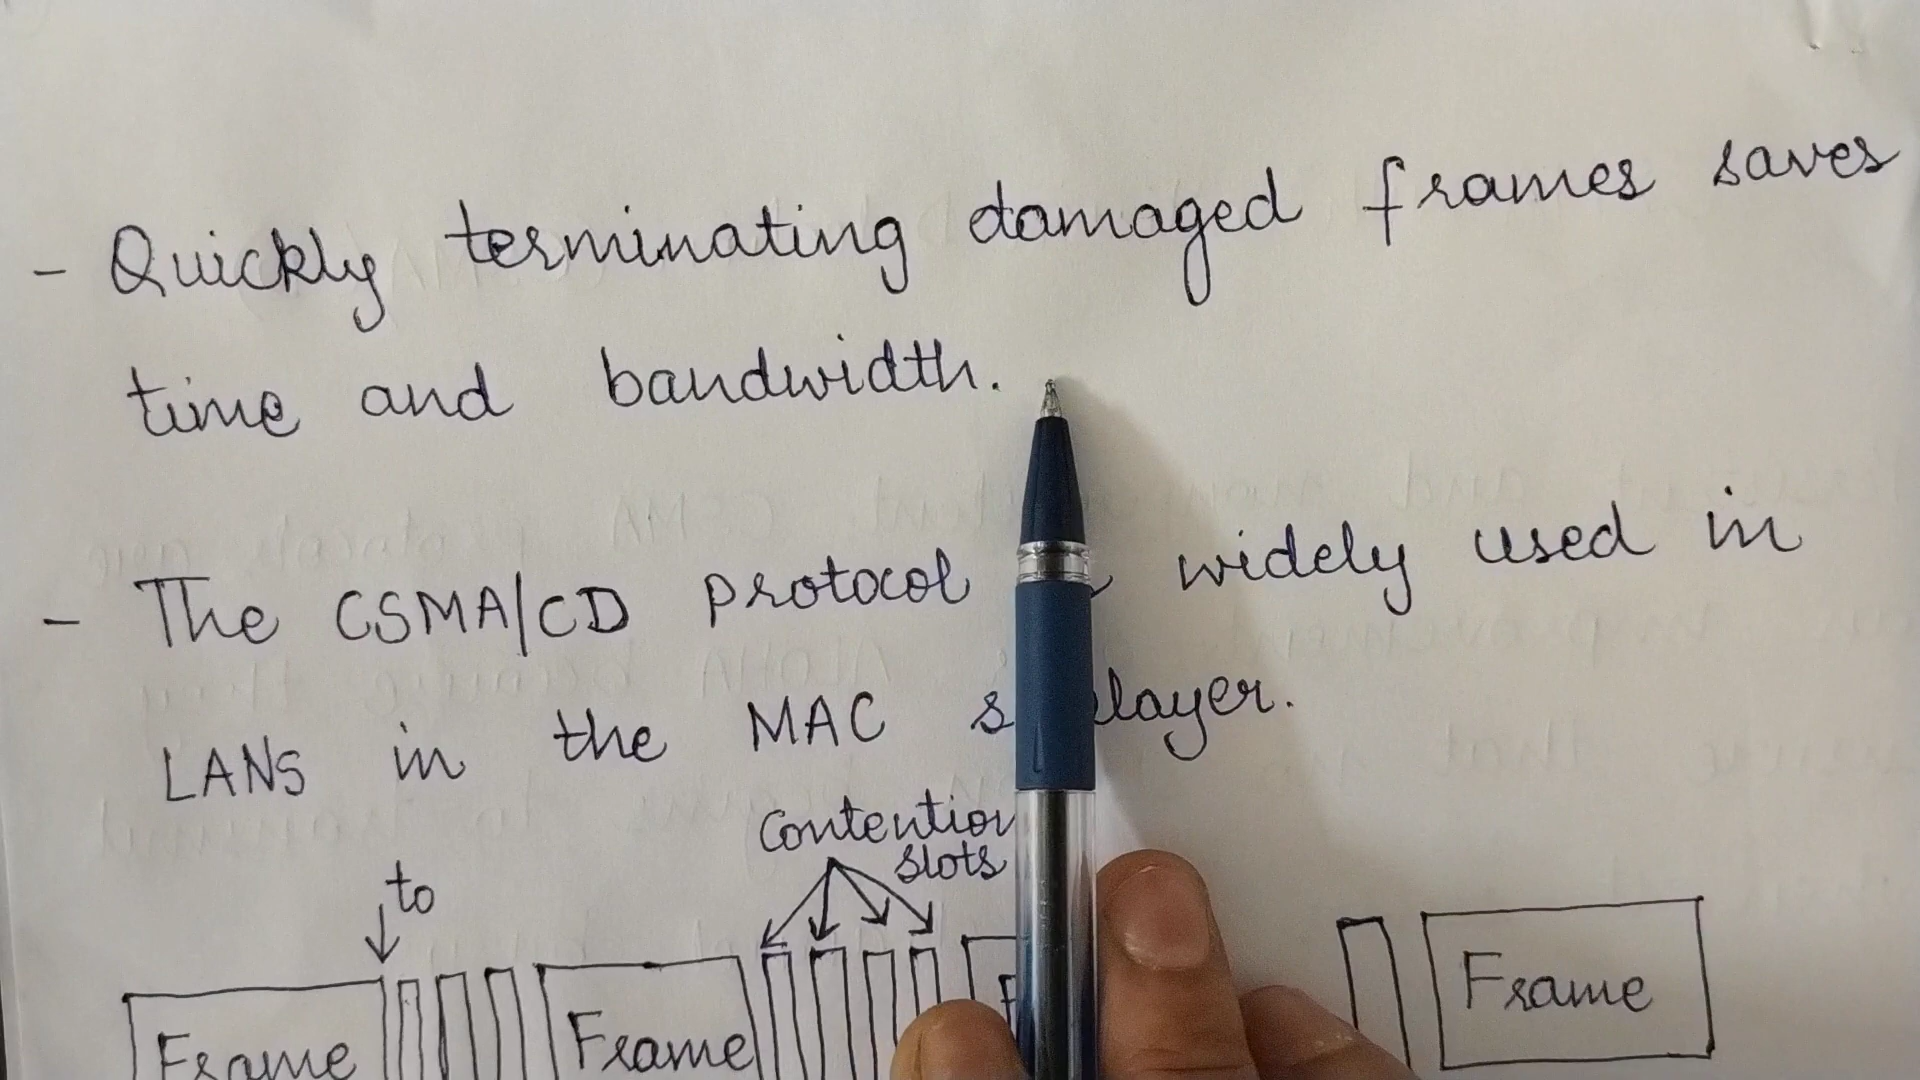 - Quickly terminating damaged frames saves
time and bandwidth.
- The CSMA/CD protocol widely used in
LANs in the MAC layer.
Contention
slots
to
Frame Frame Frame